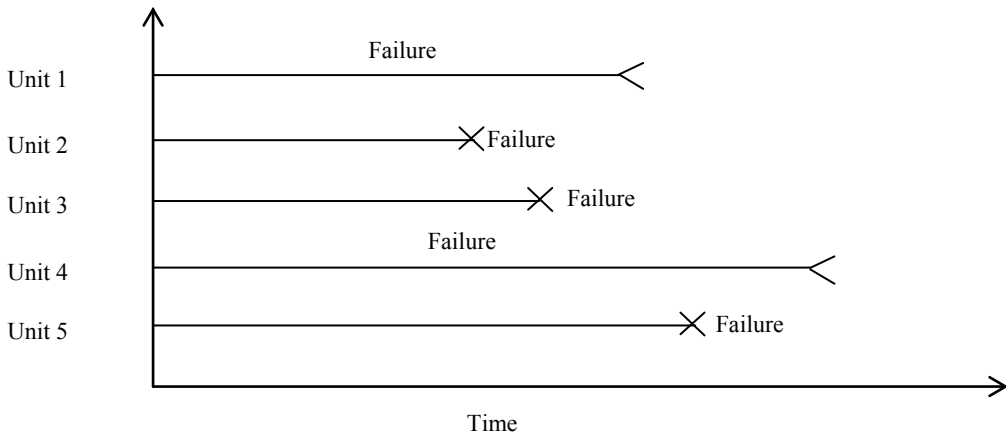 Failure
Unit 1
Unit 2
Failure
Unit 3
Failure
Failure
Unit 4
Unit 5
Failure
Time